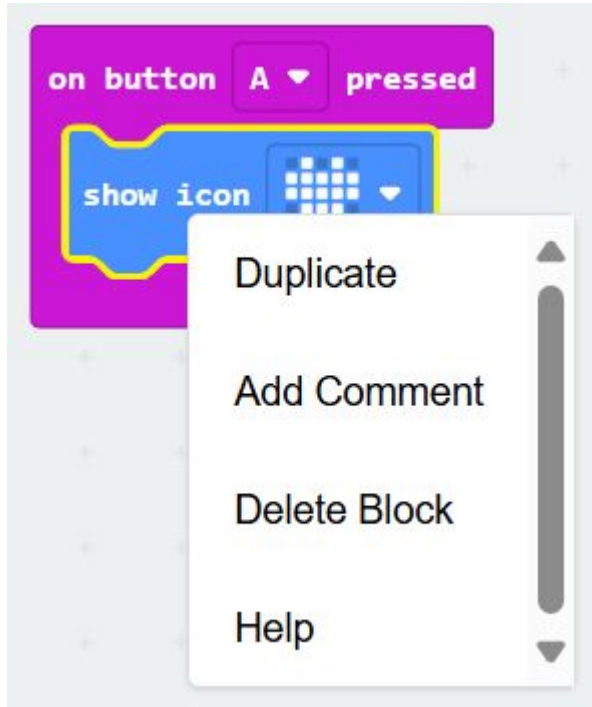 on button A pressed
show icon
Duplicate
Add Comment
Delete Block
Help